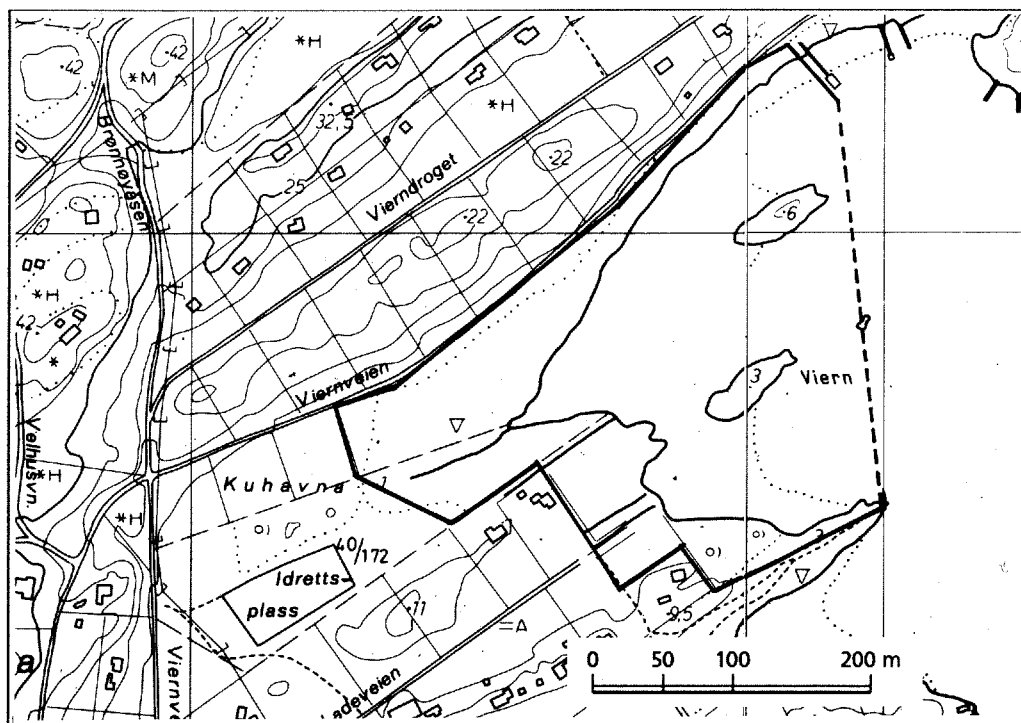 ·42
·42
*M
*H
*H
32,5
Brønnøyåsen
25
Vierndroget
·22
·22
·6
*H
42
*
3
Viern
Viernveien
Velhusvn.
*H
Kuhavna
*H
40/172
Idretts-
plass
·11
9,5
a
0 50 100 200 m